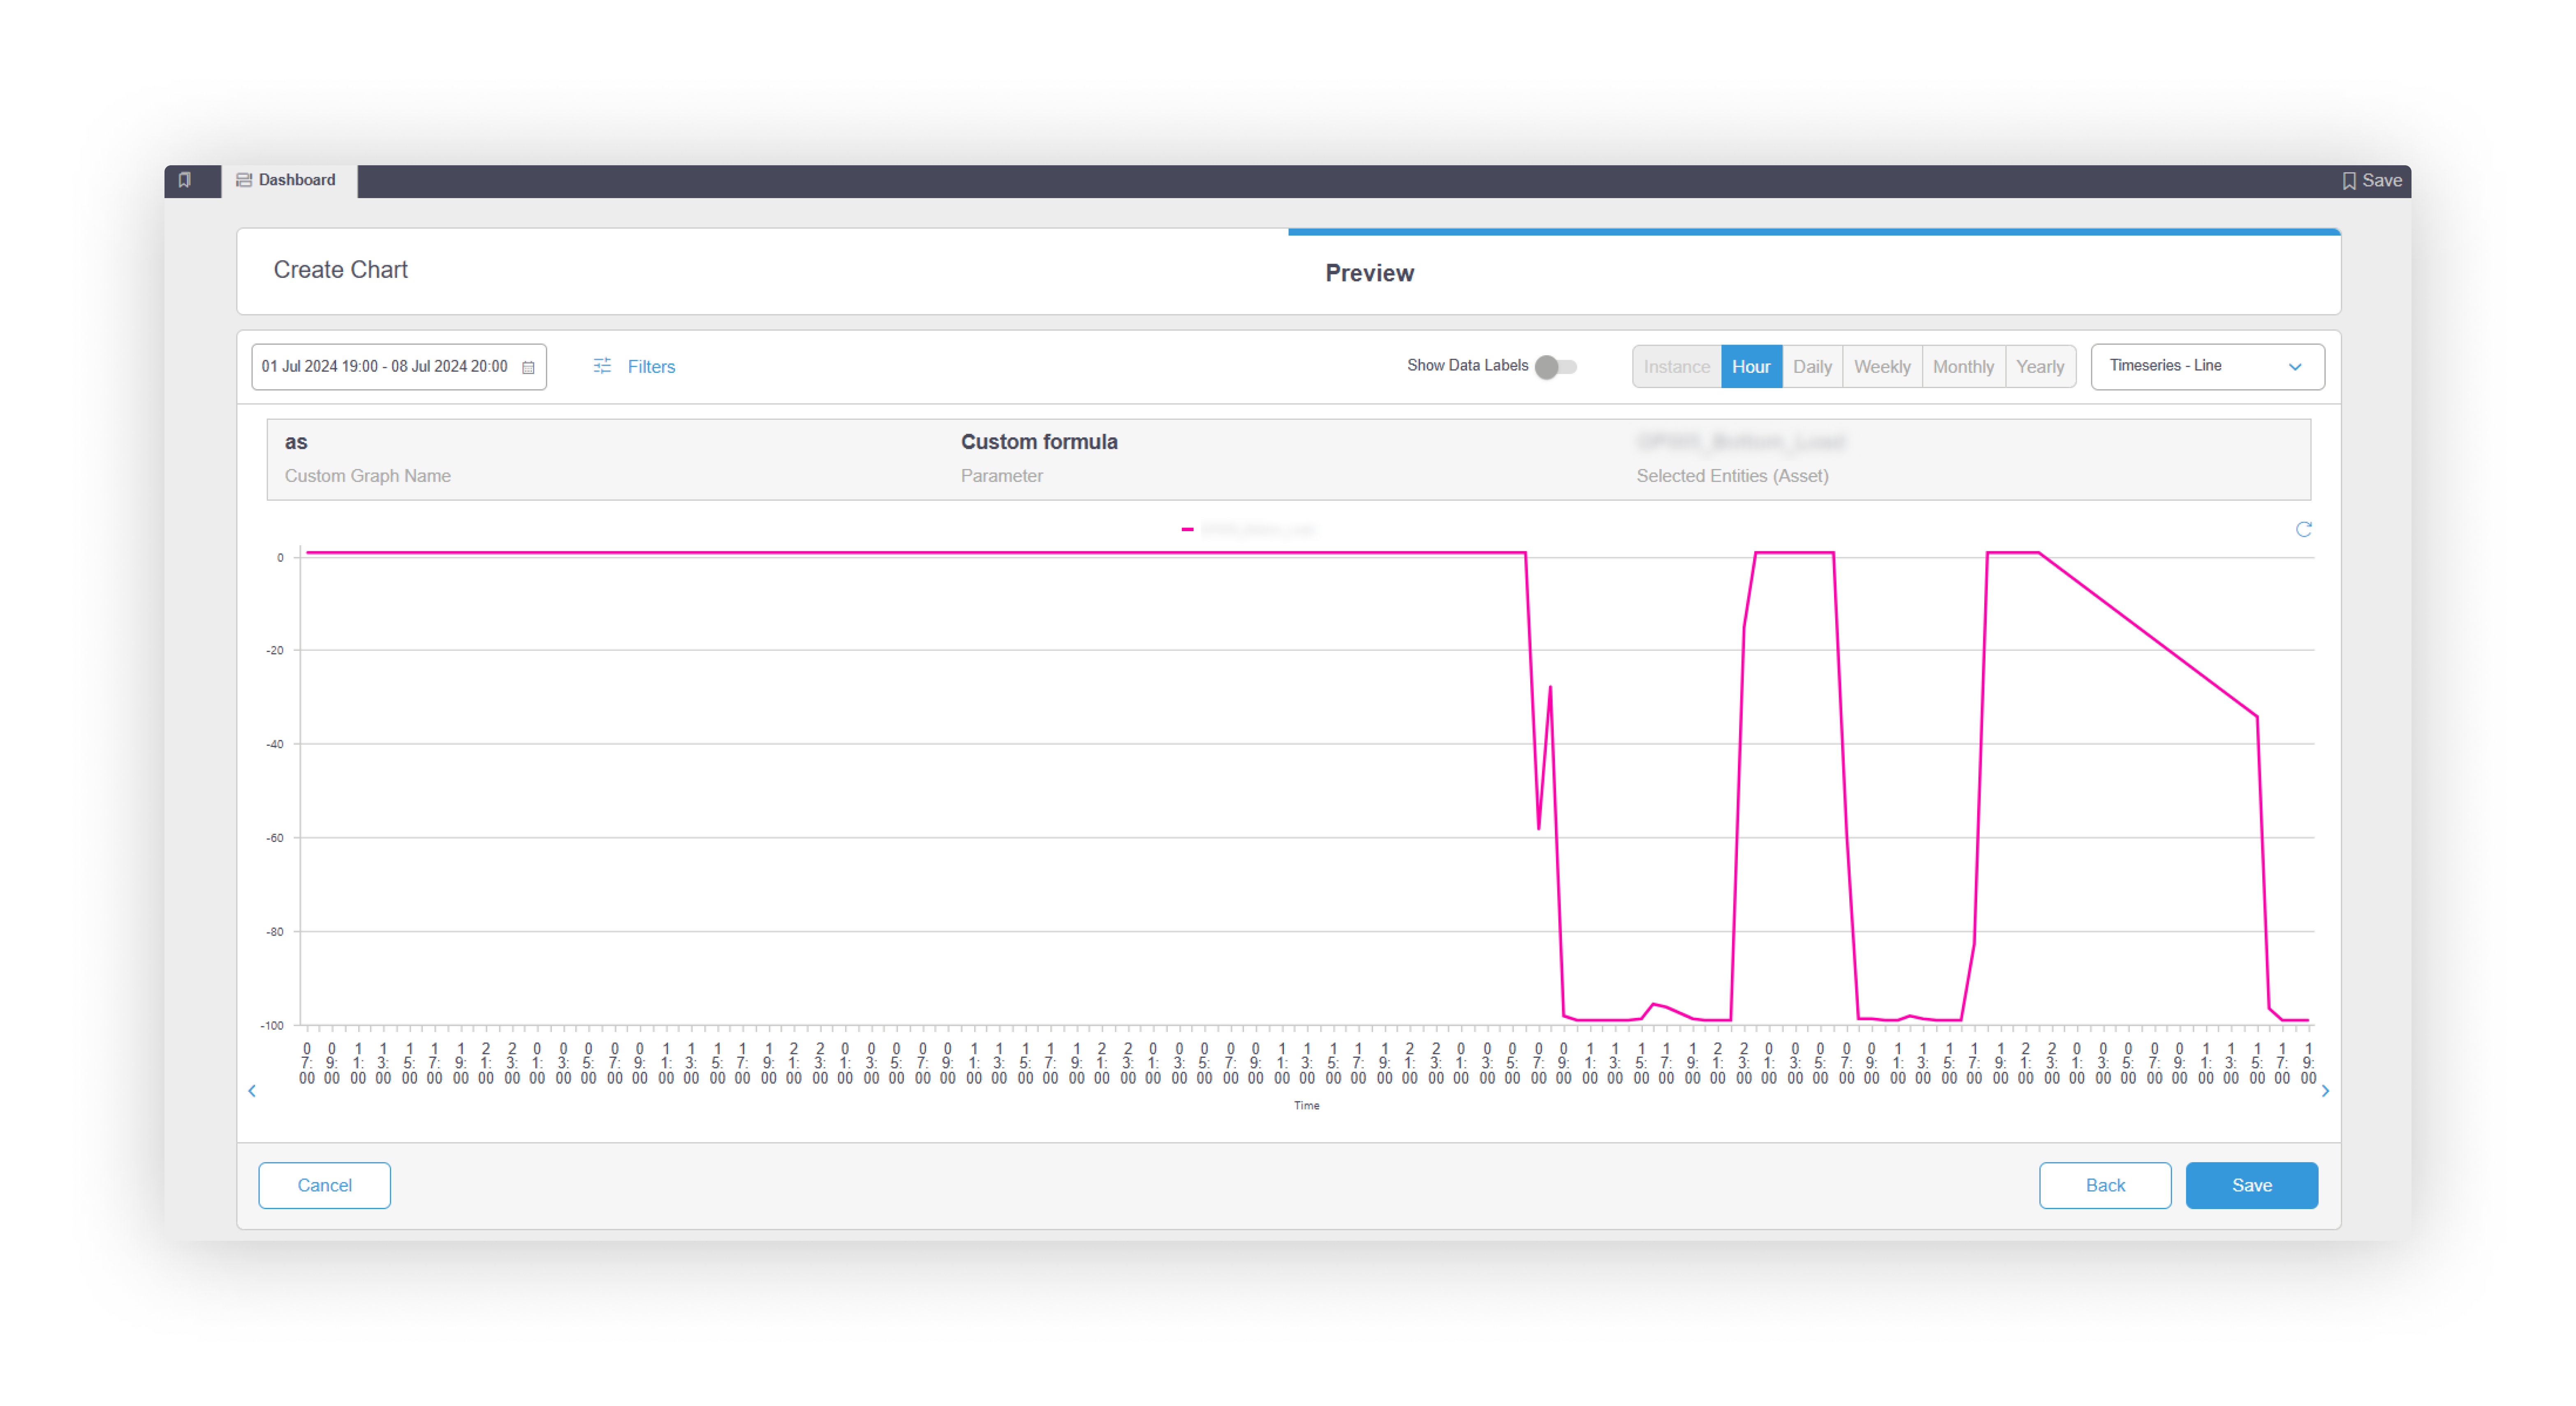 Dashboard
Save
Create Chart
Preview
01 Jul 2024 19:00 - 08 Jul 2024 20:00
Filters
Show Data Labels
Instance Hour Daily Weekly Monthly Yearly
Timeseries - Line
as
Custom Graph Name
Custom formula
Parameter
Selected Entities (Asset)
0
-20
-40
-60
-80
-100
07:00 09:00 11:00 13:00 15:00 17:00 19:00 21:00 23:00 01:00 03:00 05:00 07:00 09:00 11:00 13:00 15:00 17:00 19:00 21:00 23:00 01:00 03:00 05:00 07:00 09:00 11:00 13:00 15:00 17:00 19:00 21:00 23:00 01:00 03:00 05:00 07:00 09:00 11:00 13:00 15:00 17:00 19:00 21:00 23:00 01:00 03:00 05:00 07:00 09:00 11:00 13:00 15:00 17:00 19:00 21:00 23:00 01:00 03:00 05:00 07:00 09:00 11:00 13:00 15:00 17:00 19:00 21:00 23:00 01:00 03:00 05:00 07:00 09:00 11:00 13:00 15:00 17:00 19:00
Time
Cancel
Back
Save